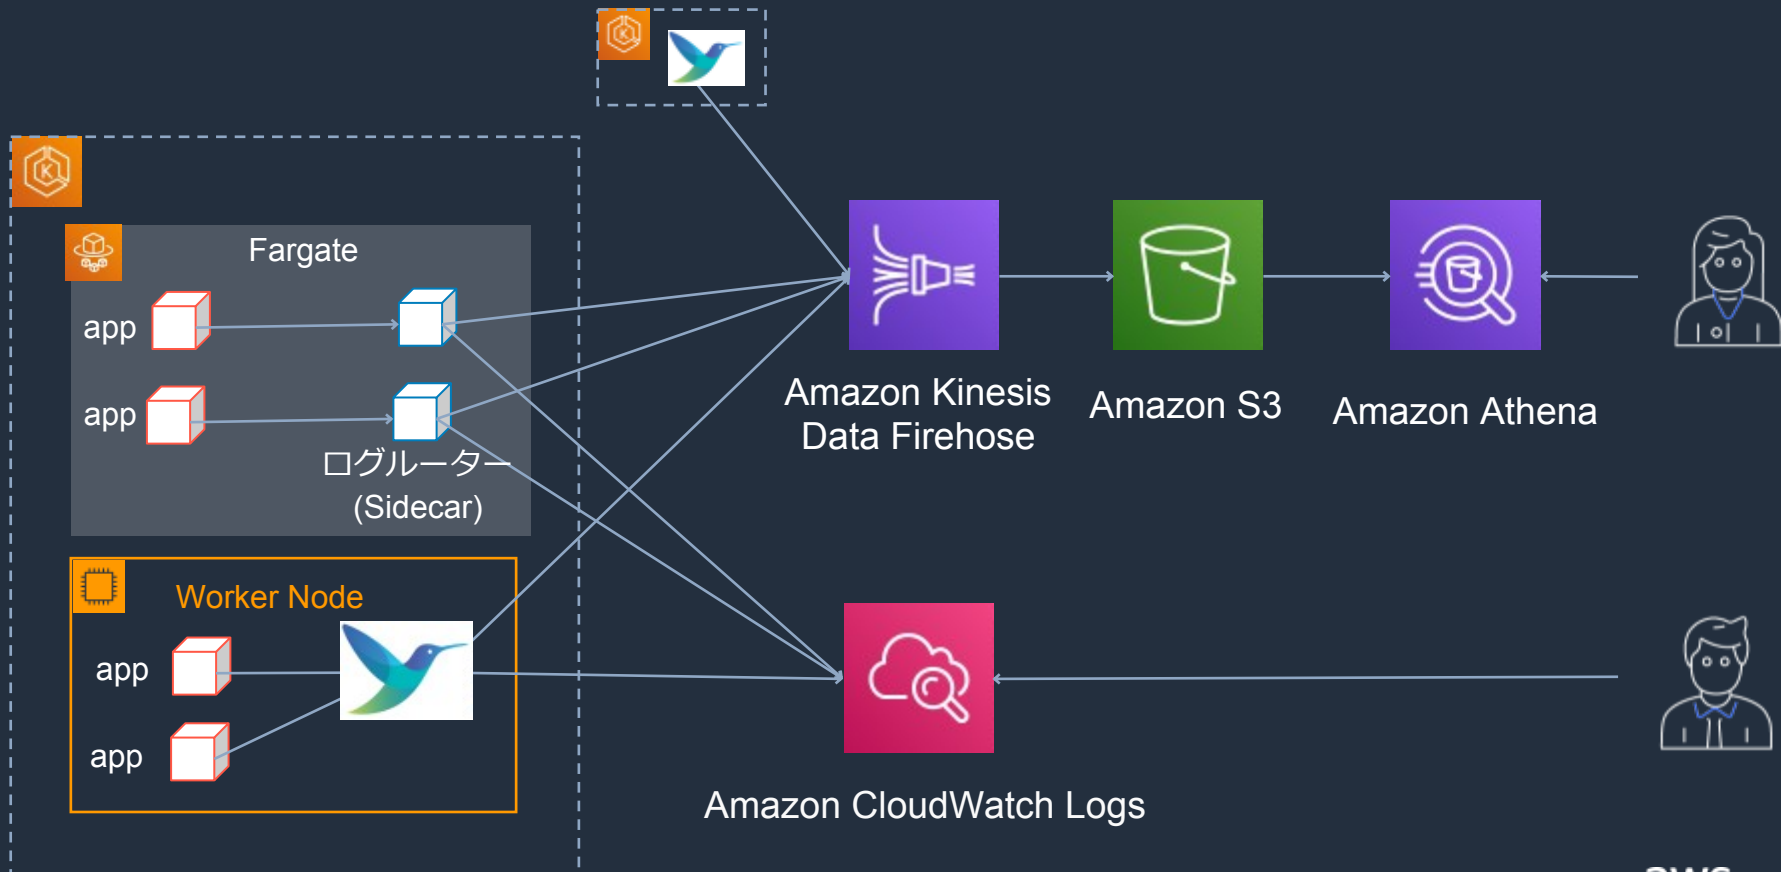 Fargate
app
app
ログルーター
(Sidecar)
Worker Node
app
app
Amazon Kinesis
Data Firehose
Amazon S3
Amazon Athena
Amazon CloudWatch Logs
aws